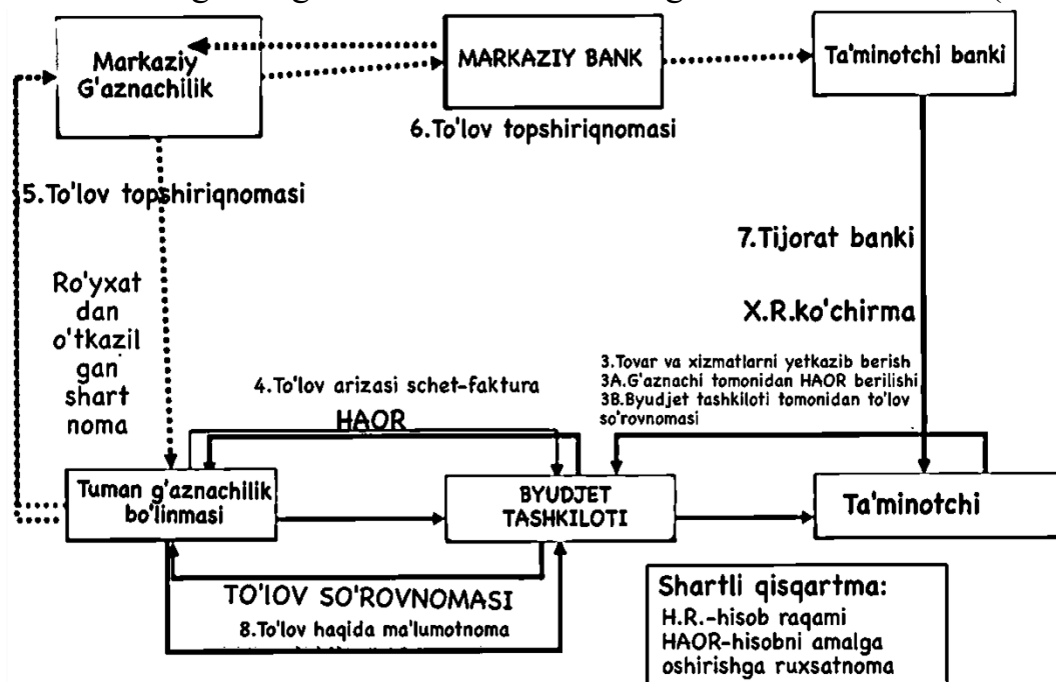 Markaziy
G'aznachilik
MARKAZIY BANK
Ta'minotchi banki
6.To'lov topshiriqnomasi
5.To'lov topshiriqnomasi
7.Tijorat banki
X.R.ko'chirma
Ro'yxat
dan
o'tkazil
gan
shart
noma
4.To'lov arizasi schet-faktura
HAOR
3.Tovar va xizmatlarni yetkazib berish
3A.G'aznachi tomonidan HAOR berilishi
3B.Byudjet tashkiloti tomonidan to'lov
so'rovnomasi
Tuman g'aznachilik
bo'linmasi
BYUDJET
TASHKILOTI
Ta'minotchi
TO'lOV SO'ROVNOMASI
8.To'lov haqida ma'lumotnoma
Shartli qisqartma:
H.R.-hisob raqami
HAOR-hisobni amalga
oshirishga ruxsatnoma